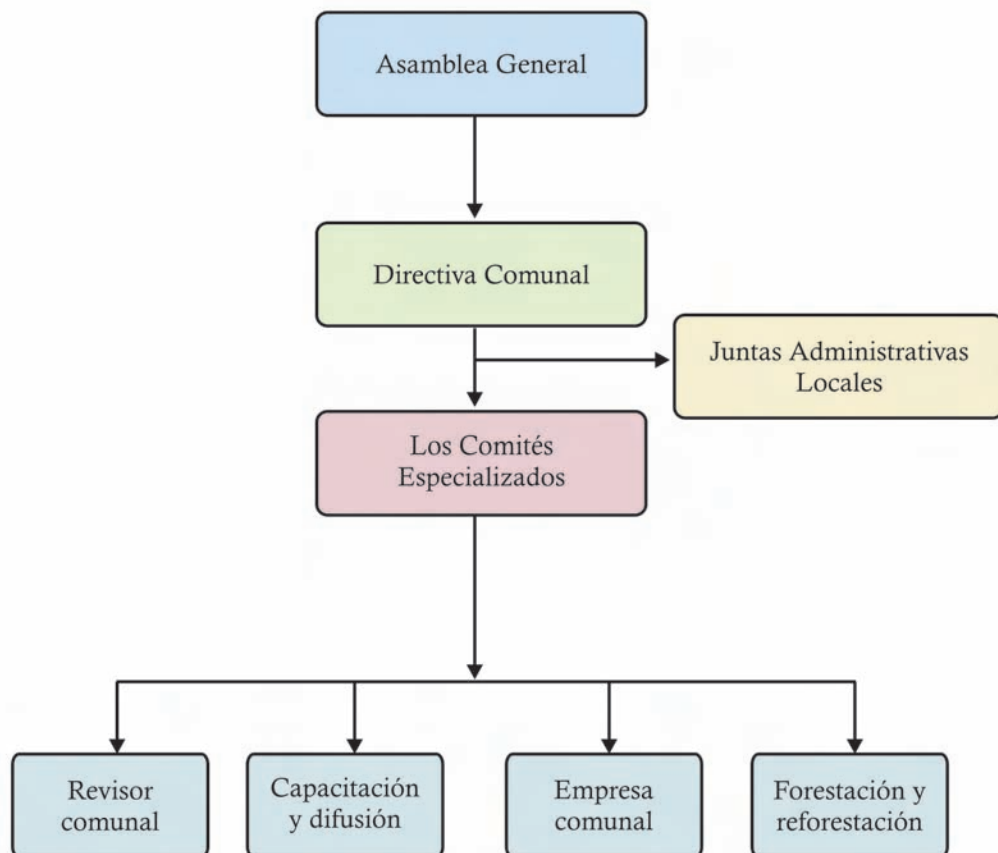 Asamblea General
Directiva Comunal
Juntas Administrativas
Locales
Los Comités
Especializados
Revisor
comunal
Capacitación
y difusión
Empresa
comunal
Forestación y
reforestación